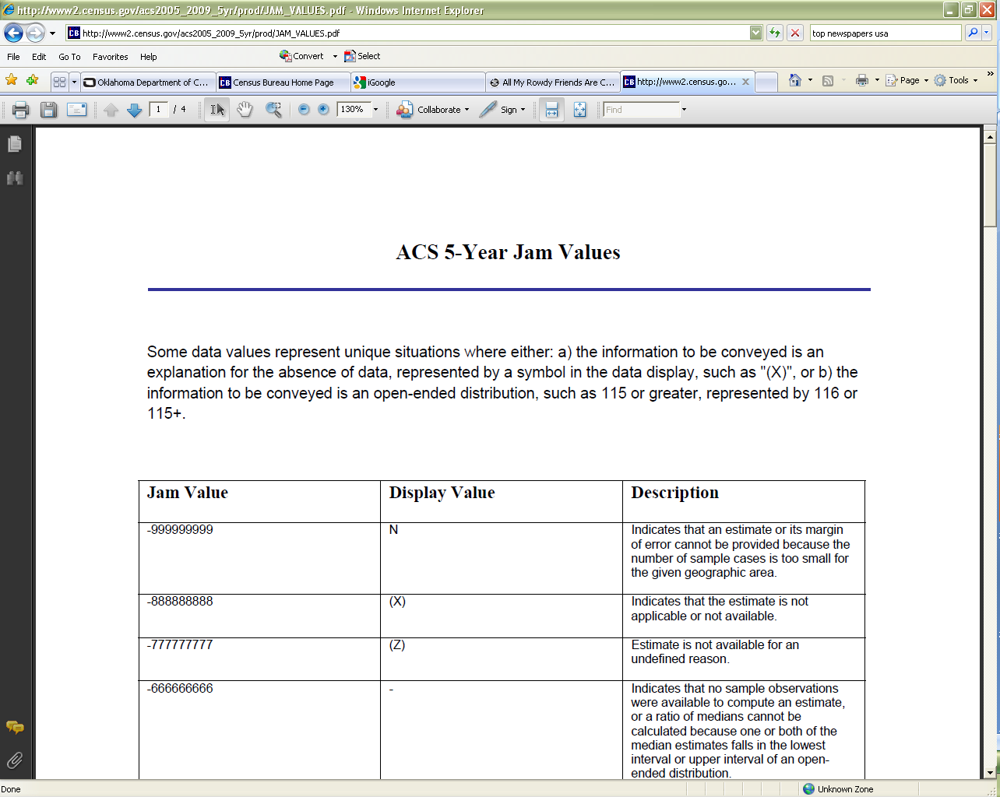 http://www2.census.gov/acs2005_2009_5yr/prod/JAM_VALUES.pdf - Windows Internet Explorer
CB http://www2.census.gov/acs2005_2009_5yr/prod/JAM_VALUES.pdf top newspapers usa
File Edit Go To Favorites Help Convert Select
Oklahoma Department of C... CB Census Bureau Home Page iGoogle All My Rowdy Friends Are C... CB http://www2.census.go... Page Tools »
1 / 4 130% Collaborate Sign Find
ACS 5-Year Jam Values
Some data values represent unique situations where either: a) the information to be conveyed is an
explanation for the absence of data, represented by a symbol in the data display, such as "(X)", or b) the
information to be conveyed is an open-ended distribution, such as 115 or greater, represented by 116 or
115+.
Jam Value Display Value Description
-999999999 N Indicates that an estimate or its margin
of error cannot be provided because the
number of sample cases is too small for
the given geographic area.
-888888888 (X) Indicates that the estimate is not
applicable or not available.
-777777777 (Z) Estimate is not available for an
undefined reason.
-666666666 - Indicates that no sample observations
were available to compute an estimate,
or a ratio of medians cannot be
calculated because one or both of the
median estimates falls in the lowest
interval or upper interval of an open-
ended distribution.
Done Unknown Zone